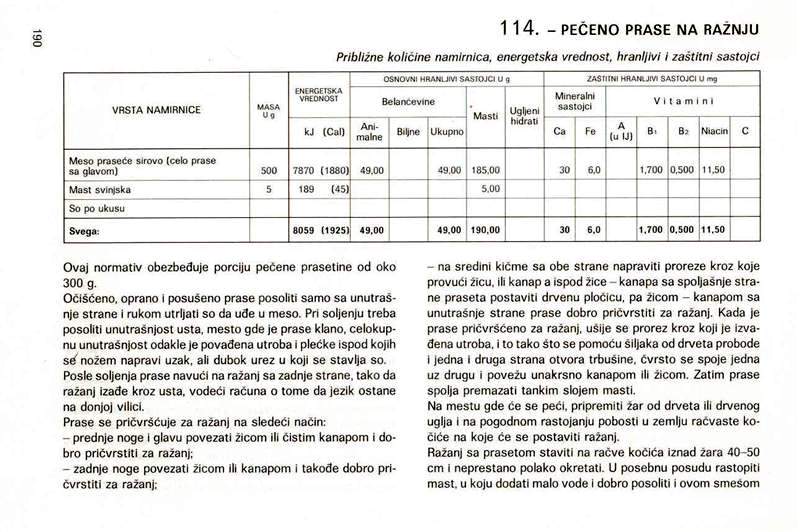 190
114. – PEČENO PRASE NA RAŽNJU
Približne količine namirnica, energetska vrednost, hranljivi i zaštitni sastojci
VRSTA NAMIRNICE
MASA U g
ENERGETSKA VREDNOST
kJ (Cal)
OSNOVNI HRANLJIVI SASTOJCI U g
Belančevine
Ani-malne Biljne Ukupno
Masti
Ugljeni hidrati
ZAŠTITNI HRANLJIVI SASTOJCI U mg
Mineralni sastojci
Ca Fe
Vitamini
A (u IJ) B1 B2 Niacin C
Meso praseće sirovo (celo prase
sa glavom) 500 7870 (1880) 49,00 49,00 185,00 30 6,0 1,700 0,500 11,50
Mast svinjska 5 189 (45) 5,00
So po ukusu
Svega: 8059 (1925) 49,00 49,00 190,00 30 6,0 1,700 0,500 11,50
Ovaj normativ obezbeđuje porciju pečene prasetine od oko
300 g.
Očišćeno, oprano i posušeno prase posoliti samo sa unutraš-
nje strane i rukom utrljati so da uđe u meso. Pri soljenju treba
posoliti unutrašnjost usta, mesto gde je prase klano, celokup-
nu unutrašnjost odakle je povađena utroba i plećke ispod kojih
se nožem napravi uzak, ali dubok urez u koji se stavlja so.
Posle soljenja prase navući na ražanj sa zadnje strane, tako da
ražanj izađe kroz usta, vodeći računa o tome da jezik ostane
na donjoj vilici.
Prase se pričvršćuje za ražanj na sledeći način:
– prednje noge i glavu povezati žicom ili čistim kanapom i do-
bro pričvrstiti za ražanj;
– zadnje noge povezati žicom ili kanapom i takođe dobro pri-
čvrstiti za ražanj;
– na sredini kičme sa obe strane napraviti proreze kroz koje
provući žicu, ili kanap a ispod žice – kanapa sa spoljašnje stra-
ne praseta postaviti drvenu pločicu, pa žicom – kanapom sa
unutrašnje strane prase dobro pričvrstiti za ražanj. Kada je
prase pričvršćeno za ražanj, ušije se prorez kroz koji je izva-
đena utroba, i to tako što se pomoću šiljaka od drveta probode
i jedna i druga strana otvora trbušine, čvrsto se spoje jedna
uz drugu i povežu unakrsno kanapom ili žicom. Zatim prase
spolja premazati tankim slojem masti.
Na mestu gde će se peći, pripremiti žar od drveta ili drvenog
uglja i na pogodnom rastojanju pobosti u zemlju račvaste ko-
čiće na koje će se postaviti ražanj.
Ražanj sa prasetom staviti na račve kočića iznad žara 40–50
cm i neprestano polako okretati. U posebnu posudu rastopiti
mast, u koju dodati malo vode i dobro posoliti i ovom smešom